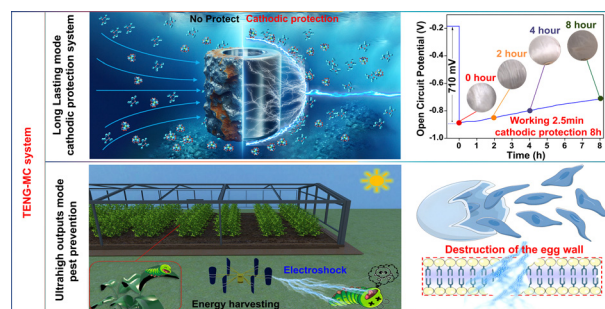 TENG-MC system
Long Lasting mode
cathodic protection system
No Protect Cathodic protection
Open Circuit Potential (V)
-0.2
-0.4
-0.6
-0.8
-1.0
710 mV
0 hour
2 hour
4 hour
8 hour
Working 2.5min
cathodic protection 8h
0 1 2 3 4 5 6 7 8
Time (h)
Ultrahigh outputs mode
pest prevention
Electroshock
Energy harvesting
Destruction of the egg wall